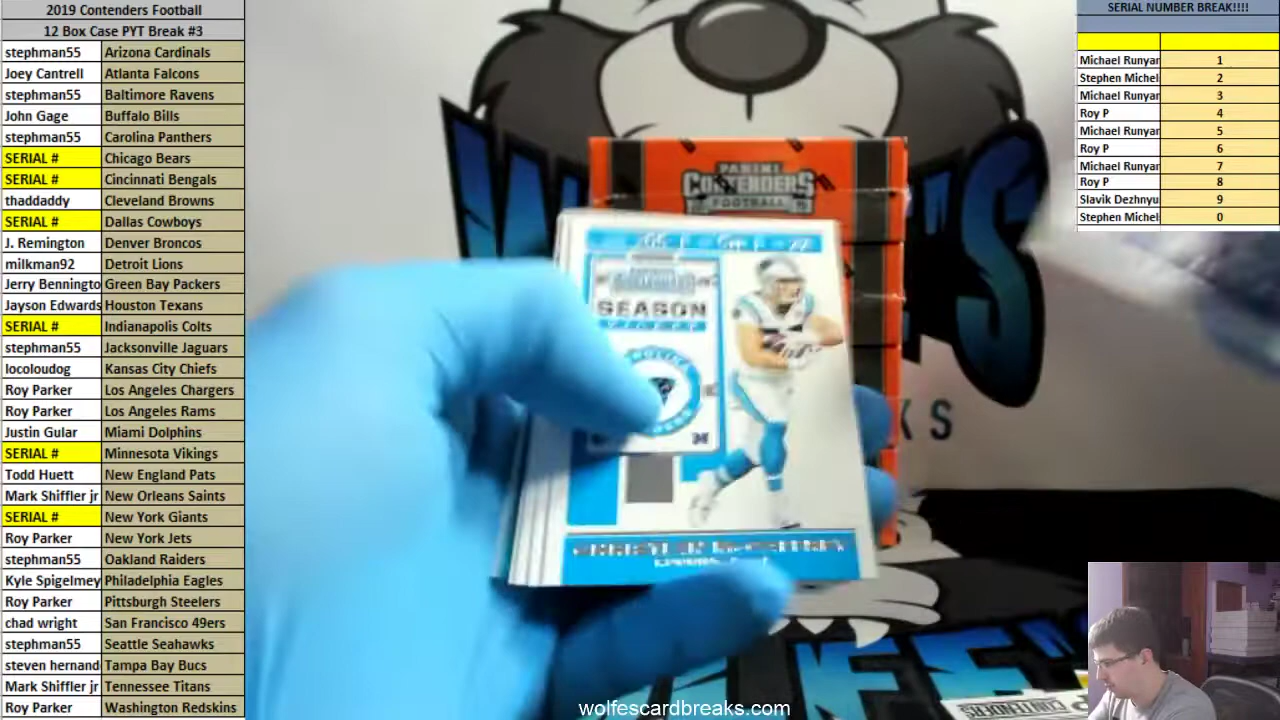 2019 Contenders Football
12 Box Case PYT Break #3
stephman55 Arizona Cardinals
Joey Cantrell Atlanta Falcons
stephman55 Baltimore Ravens
John Gage Buffalo Bills
stephman55 Carolina Panthers
SERIAL # Chicago Bears
SERIAL # Cincinnati Bengals
thaddaddy Cleveland Browns
SERIAL # Dallas Cowboys
J. Remington Denver Broncos
milkman92 Detroit Lions
Jerry Benningto Green Bay Packers
Jayson Edwards Houston Texans
SERIAL # Indianapolis Colts
stephman55 Jacksonville Jaguars
locoloudog Kansas City Chiefs
Roy Parker Los Angeles Chargers
Roy Parker Los Angeles Rams
Justin Gular Miami Dolphins
SERIAL # Minnesota Vikings
Todd Huett New England Pats
Mark Shiffler jr New Orleans Saints
SERIAL # New York Giants
Roy Parker New York Jets
stephman55 Oakland Raiders
Kyle Spigelmey Philadelphia Eagles
Roy Parker Pittsburgh Steelers
chad wright San Francisco 49ers
stephman55 Seattle Seahawks
steven hernand Tampa Bay Bucs
Mark Shiffler jr Tennessee Titans
Roy Parker Washington Redskins
SERIAL NUMBER BREAK!!!!
Michael Runyar 1
Stephen Michel 2
Michael Runyar 3
Roy P 4
Michael Runyar 5
Roy P 6
Michael Runyar 7
Roy P 8
Slavik Dezhnyu 9
Stephen Michel 0
PANINI
CONTENDERS
FOOTBALL
SEASON
KS
CONTENDERS
wolfescardbreaks.com